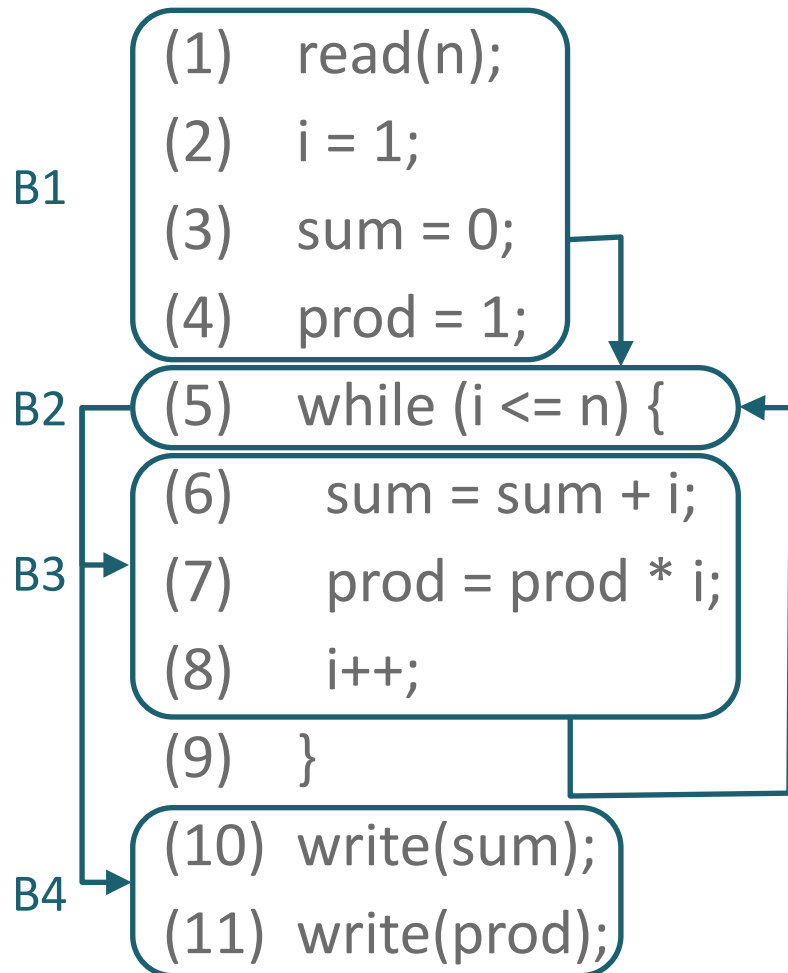 (1) read(n);
(2) i = 1;
B1
(3) sum = 0;
(4) prod = 1;
B2 (5) while (i <= n) {
(6) sum = sum + i;
B3 (7) prod = prod * i;
(8) i++;
(9) }
(10) write(sum);
B4
(11) write(prod);